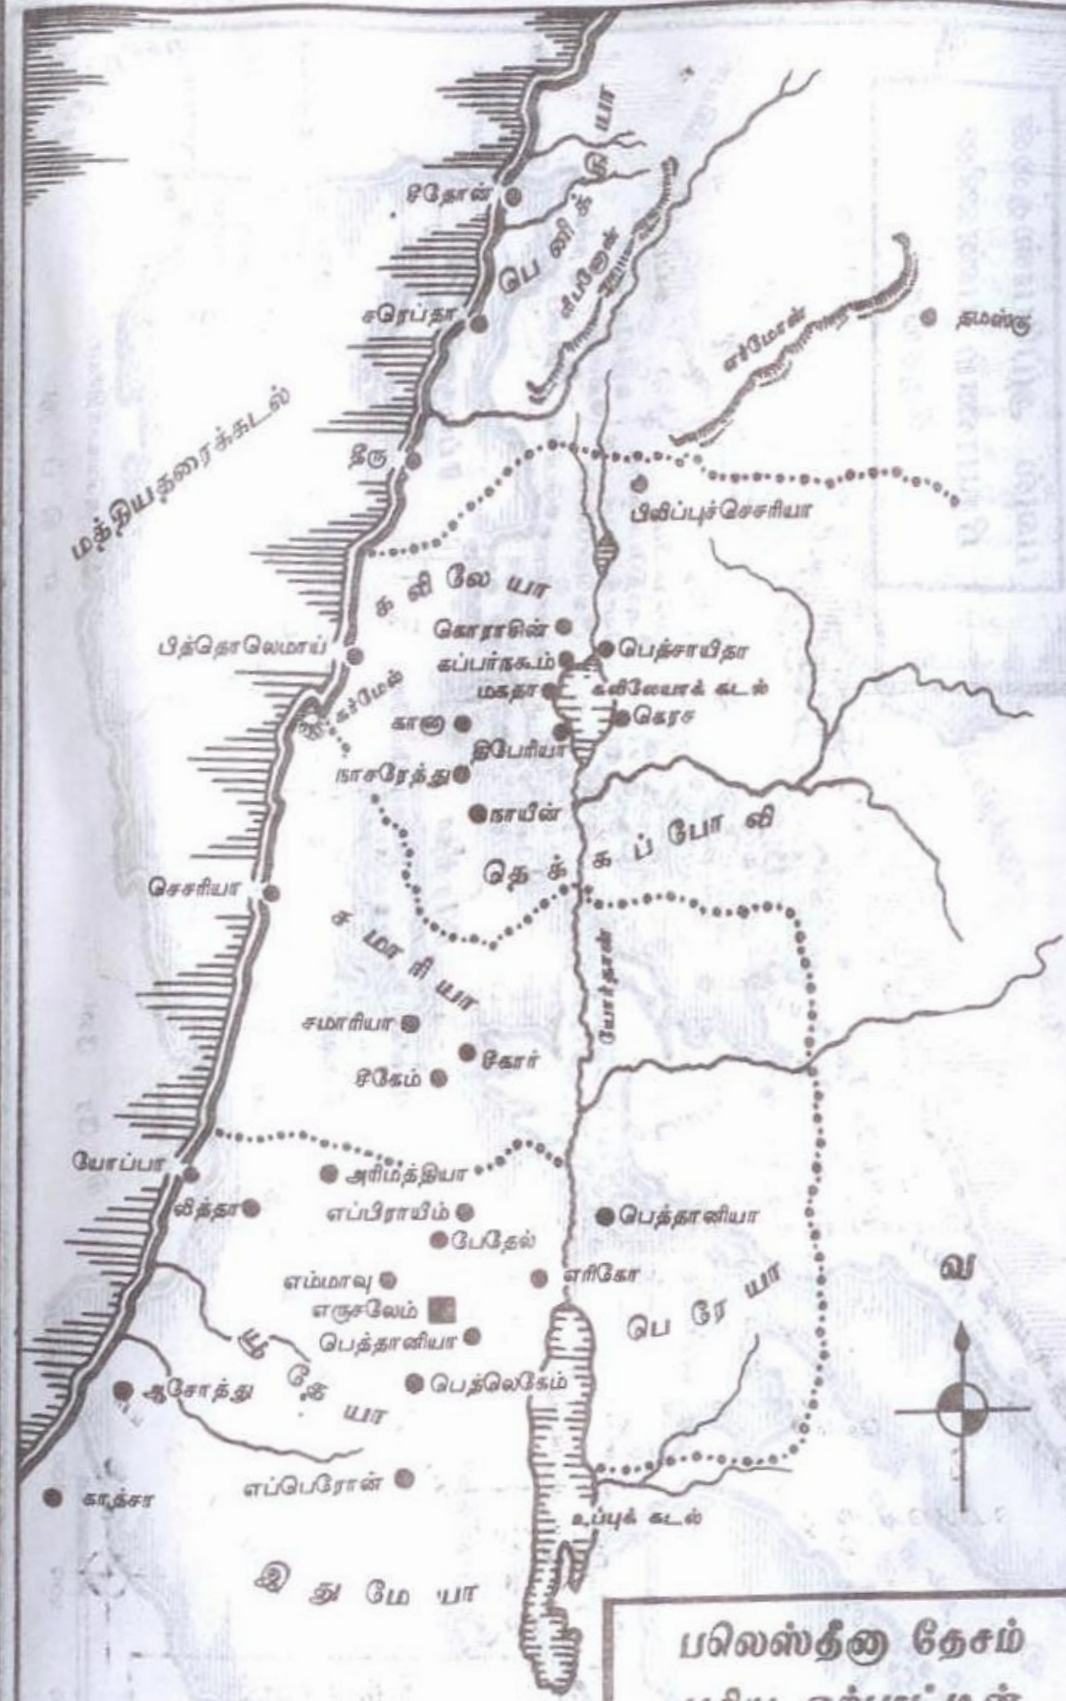 பெனிக்கேயா
சீதோன்
லீபனோன்
சரெப்தா
எர்மோன்
தமஸ்கு
மத்தியதரைக்கடல்
தீரு
பிலிப்புச்செசரியா
கலிலேயா
கொராசின்
பித்தொலெமாய்
பெத்சாயிதா
கப்பர்நகூம்
கர்மேல்
மகதா
கலிலேயாக் கடல்
கெரச
கானா
திபேரியா
நாசரேத்து
நாயீன்
தெக்கப்போலி
செசரியா
சமாரியா
யோர்தான்
சமாரியா
சீகார்
சீகேம்
யோப்பா
அரிமத்தியா
லித்தா
எப்பிராயிம்
பெத்தானியா
பேதேல்
எம்மாவு
எரிகோ
வ
எருசலேம்
பெரேயா
பெத்தானியா
யூதேயா
ஆசோத்து
பெத்லெகேம்
எப்பெரோன்
காத்சா
உப்புக் கடல்
இதுமேயா
பலெஸ்தீனா தேசம்